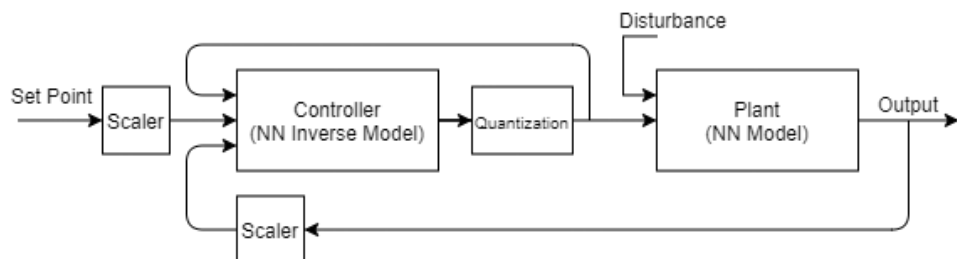 Disturbance
Set Point
Scaler
Controller
(NN Inverse Model)
Quantization
Plant
(NN Model)
Output
Scaler